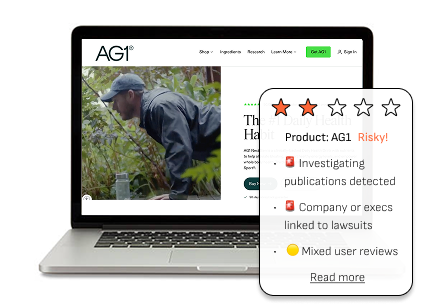 AG1®
Shop Ingredients Research Learn More Get AG1 Sign In
Th
Habit
Product: AG1 Risky!
• Investigating
publications detected
• Company or execs
linked to lawsuits
• Mixed user reviews
Read more